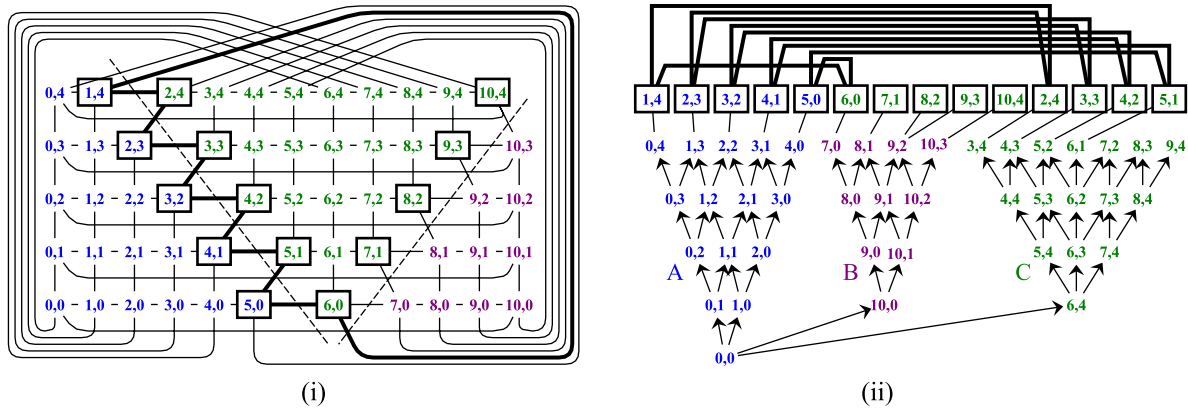 0,4 1,4 2,4 3,4 4,4 5,4 6,4 7,4 8,4 9,4 10,4
0,3 1,3 2,3 3,3 4,3 5,3 6,3 7,3 8,3 9,3 10,3
0,2 1,2 2,2 3,2 4,2 5,2 6,2 7,2 8,2 9,2 10,2
0,1 1,1 2,1 3,1 4,1 5,1 6,1 7,1 8,1 9,1 10,1
0,0 1,0 2,0 3,0 4,0 5,0 6,0 7,0 8,0 9,0 10,0
(i)
1,4 2,3 3,2 4,1 5,0 6,0 7,1 8,2 9,3 10,4 2,4 3,3 4,2 5,1
0,4 1,3 2,2 3,1 4,0 7,0 8,1 9,2 10,3 3,4 4,3 5,2 6,1 7,2 8,3 9,4
0,3 1,2 2,1 3,0 8,0 9,1 10,2 4,4 5,3 6,2 7,3 8,4
0,2 1,1 2,0 9,0 10,1 5,4 6,3 7,4
A B C
0,1 1,0 10,0 6,4
0,0
(ii)